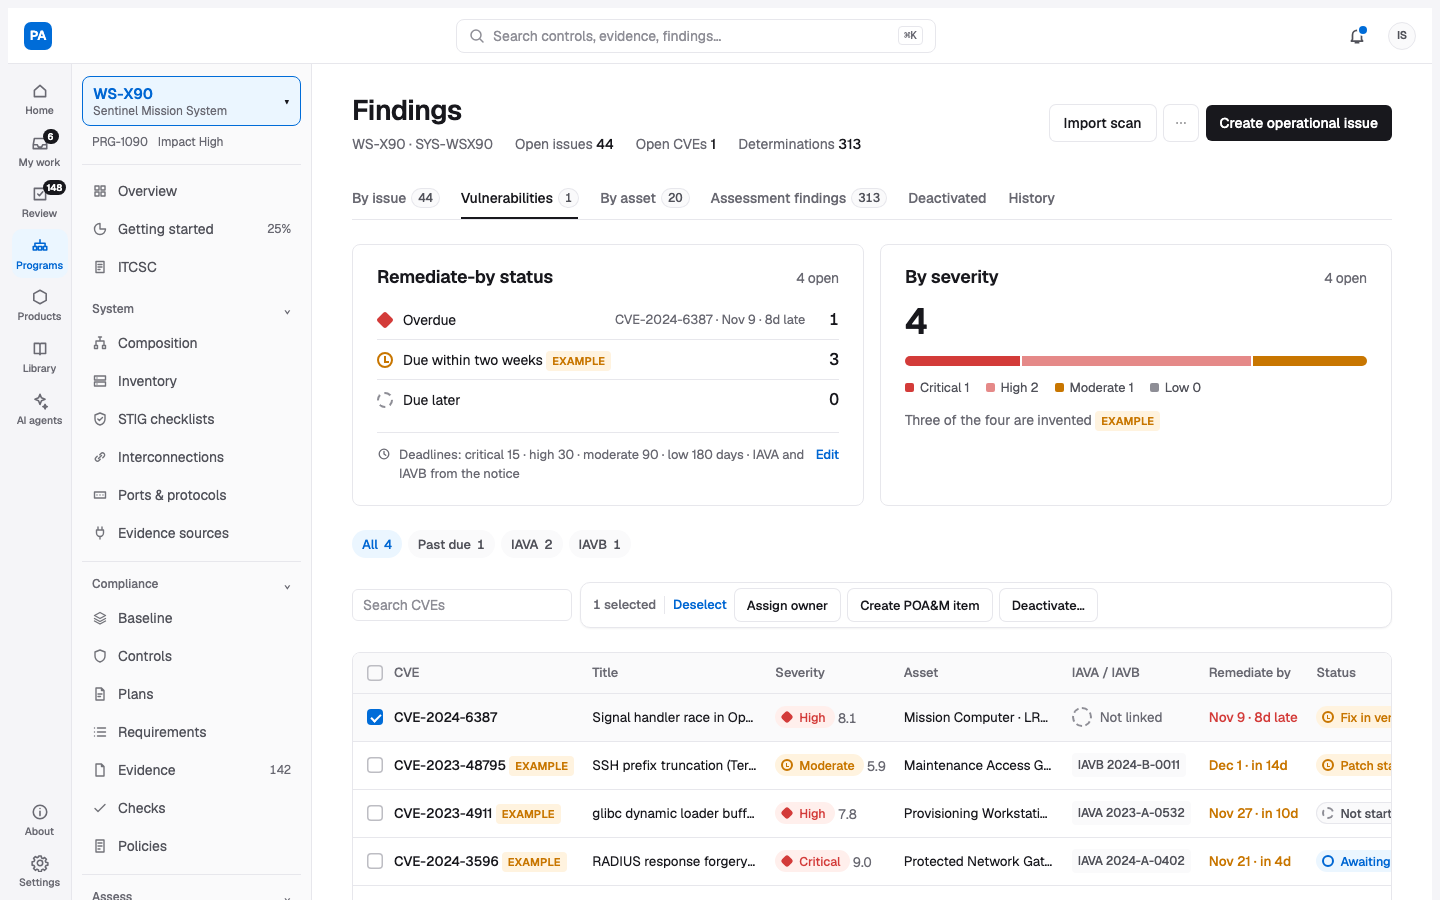 PA
Search controls, evidence, findings...
⌘K
IS
Home
6
My work
148
Review
Programs
Products
Library
AI agents
About
Settings
WS-X90
Sentinel Mission System
PRG-1090 Impact High
Overview
Getting started 25%
ITCSC
System
Composition
Inventory
STIG checklists
Interconnections
Ports & protocols
Evidence sources
Compliance
Baseline
Controls
Plans
Requirements
Evidence 142
Checks
Policies
Assess
Findings
WS-X90 · SYS-WSX90 Open issues 44 Open CVEs 1 Determinations 313
Import scan
...
Create operational issue
By issue 44 Vulnerabilities 1 By asset 20 Assessment findings 313 Deactivated History
Remediate-by status 4 open
Overdue CVE-2024-6387 · Nov 9 · 8d late 1
Due within two weeks EXAMPLE 3
Due later 0
Deadlines: critical 15 · high 30 · moderate 90 · low 180 days · IAVA and Edit
IAVB from the notice
By severity 4 open
4
Critical 1 High 2 Moderate 1 Low 0
Three of the four are invented EXAMPLE
All 4 Past due 1 IAVA 2 IAVB 1
Search CVEs
1 selected Deselect Assign owner Create POA&M item Deactivate...
CVE Title Severity Asset IAVA / IAVB Remediate by Status
CVE-2024-6387 Signal handler race in Op... High 8.1 Mission Computer · LR... Not linked Nov 9 · 8d late Fix in ver
CVE-2023-48795 EXAMPLE SSH prefix truncation (Ter... Moderate 5.9 Maintenance Access G... IAVB 2024-B-0011 Dec 1 · in 14d Patch sta
CVE-2023-4911 EXAMPLE glibc dynamic loader buff... High 7.8 Provisioning Workstati... IAVA 2023-A-0532 Nov 27 · in 10d Not start
CVE-2024-3596 EXAMPLE RADIUS response forgery... Critical 9.0 Protected Network Gat... IAVA 2024-A-0402 Nov 21 · in 4d Awaiting